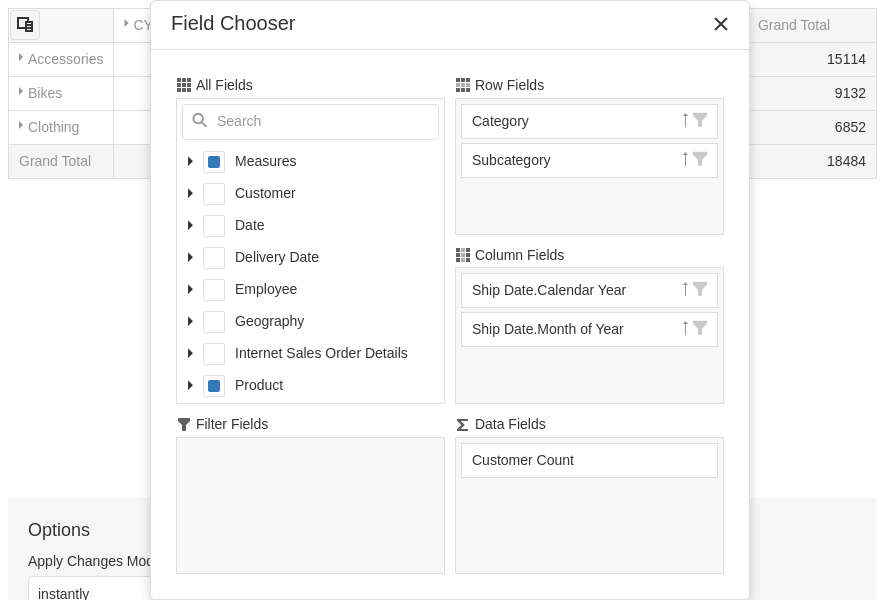 Field Chooser
CY
Grand Total
Accessories
15114
Bikes
9132
Clothing
6852
Grand Total
18484
All Fields
Search
Measures
Customer
Date
Delivery Date
Employee
Geography
Internet Sales Order Details
Product
Row Fields
Category
Subcategory
Column Fields
Ship Date.Calendar Year
Ship Date.Month of Year
Filter Fields
Data Fields
Customer Count
Options
Apply Changes Mod
instantly